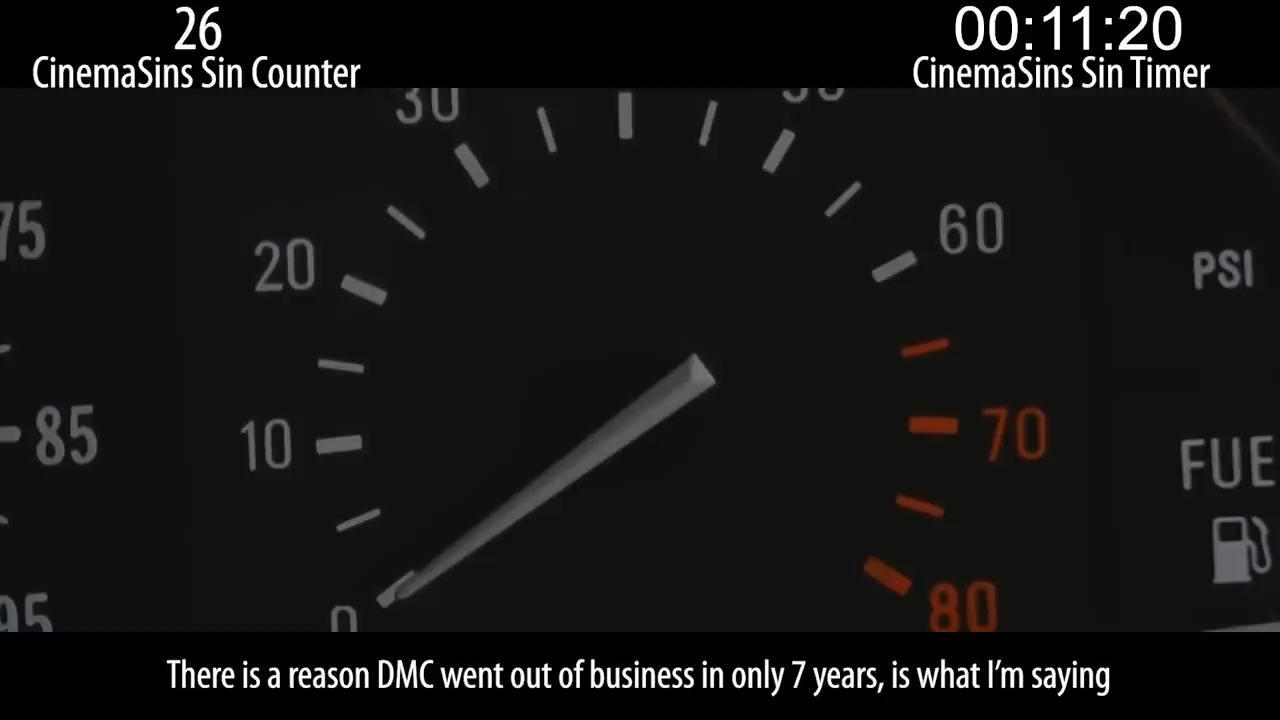 26
CinemaSins Sin Counter
00:11:20
CinemaSins Sin Timer
30
75
20
60
PSI
85
10
70
FUE
95
0
80
There is a reason DMC went out of business in only 7 years, is what I'm saying